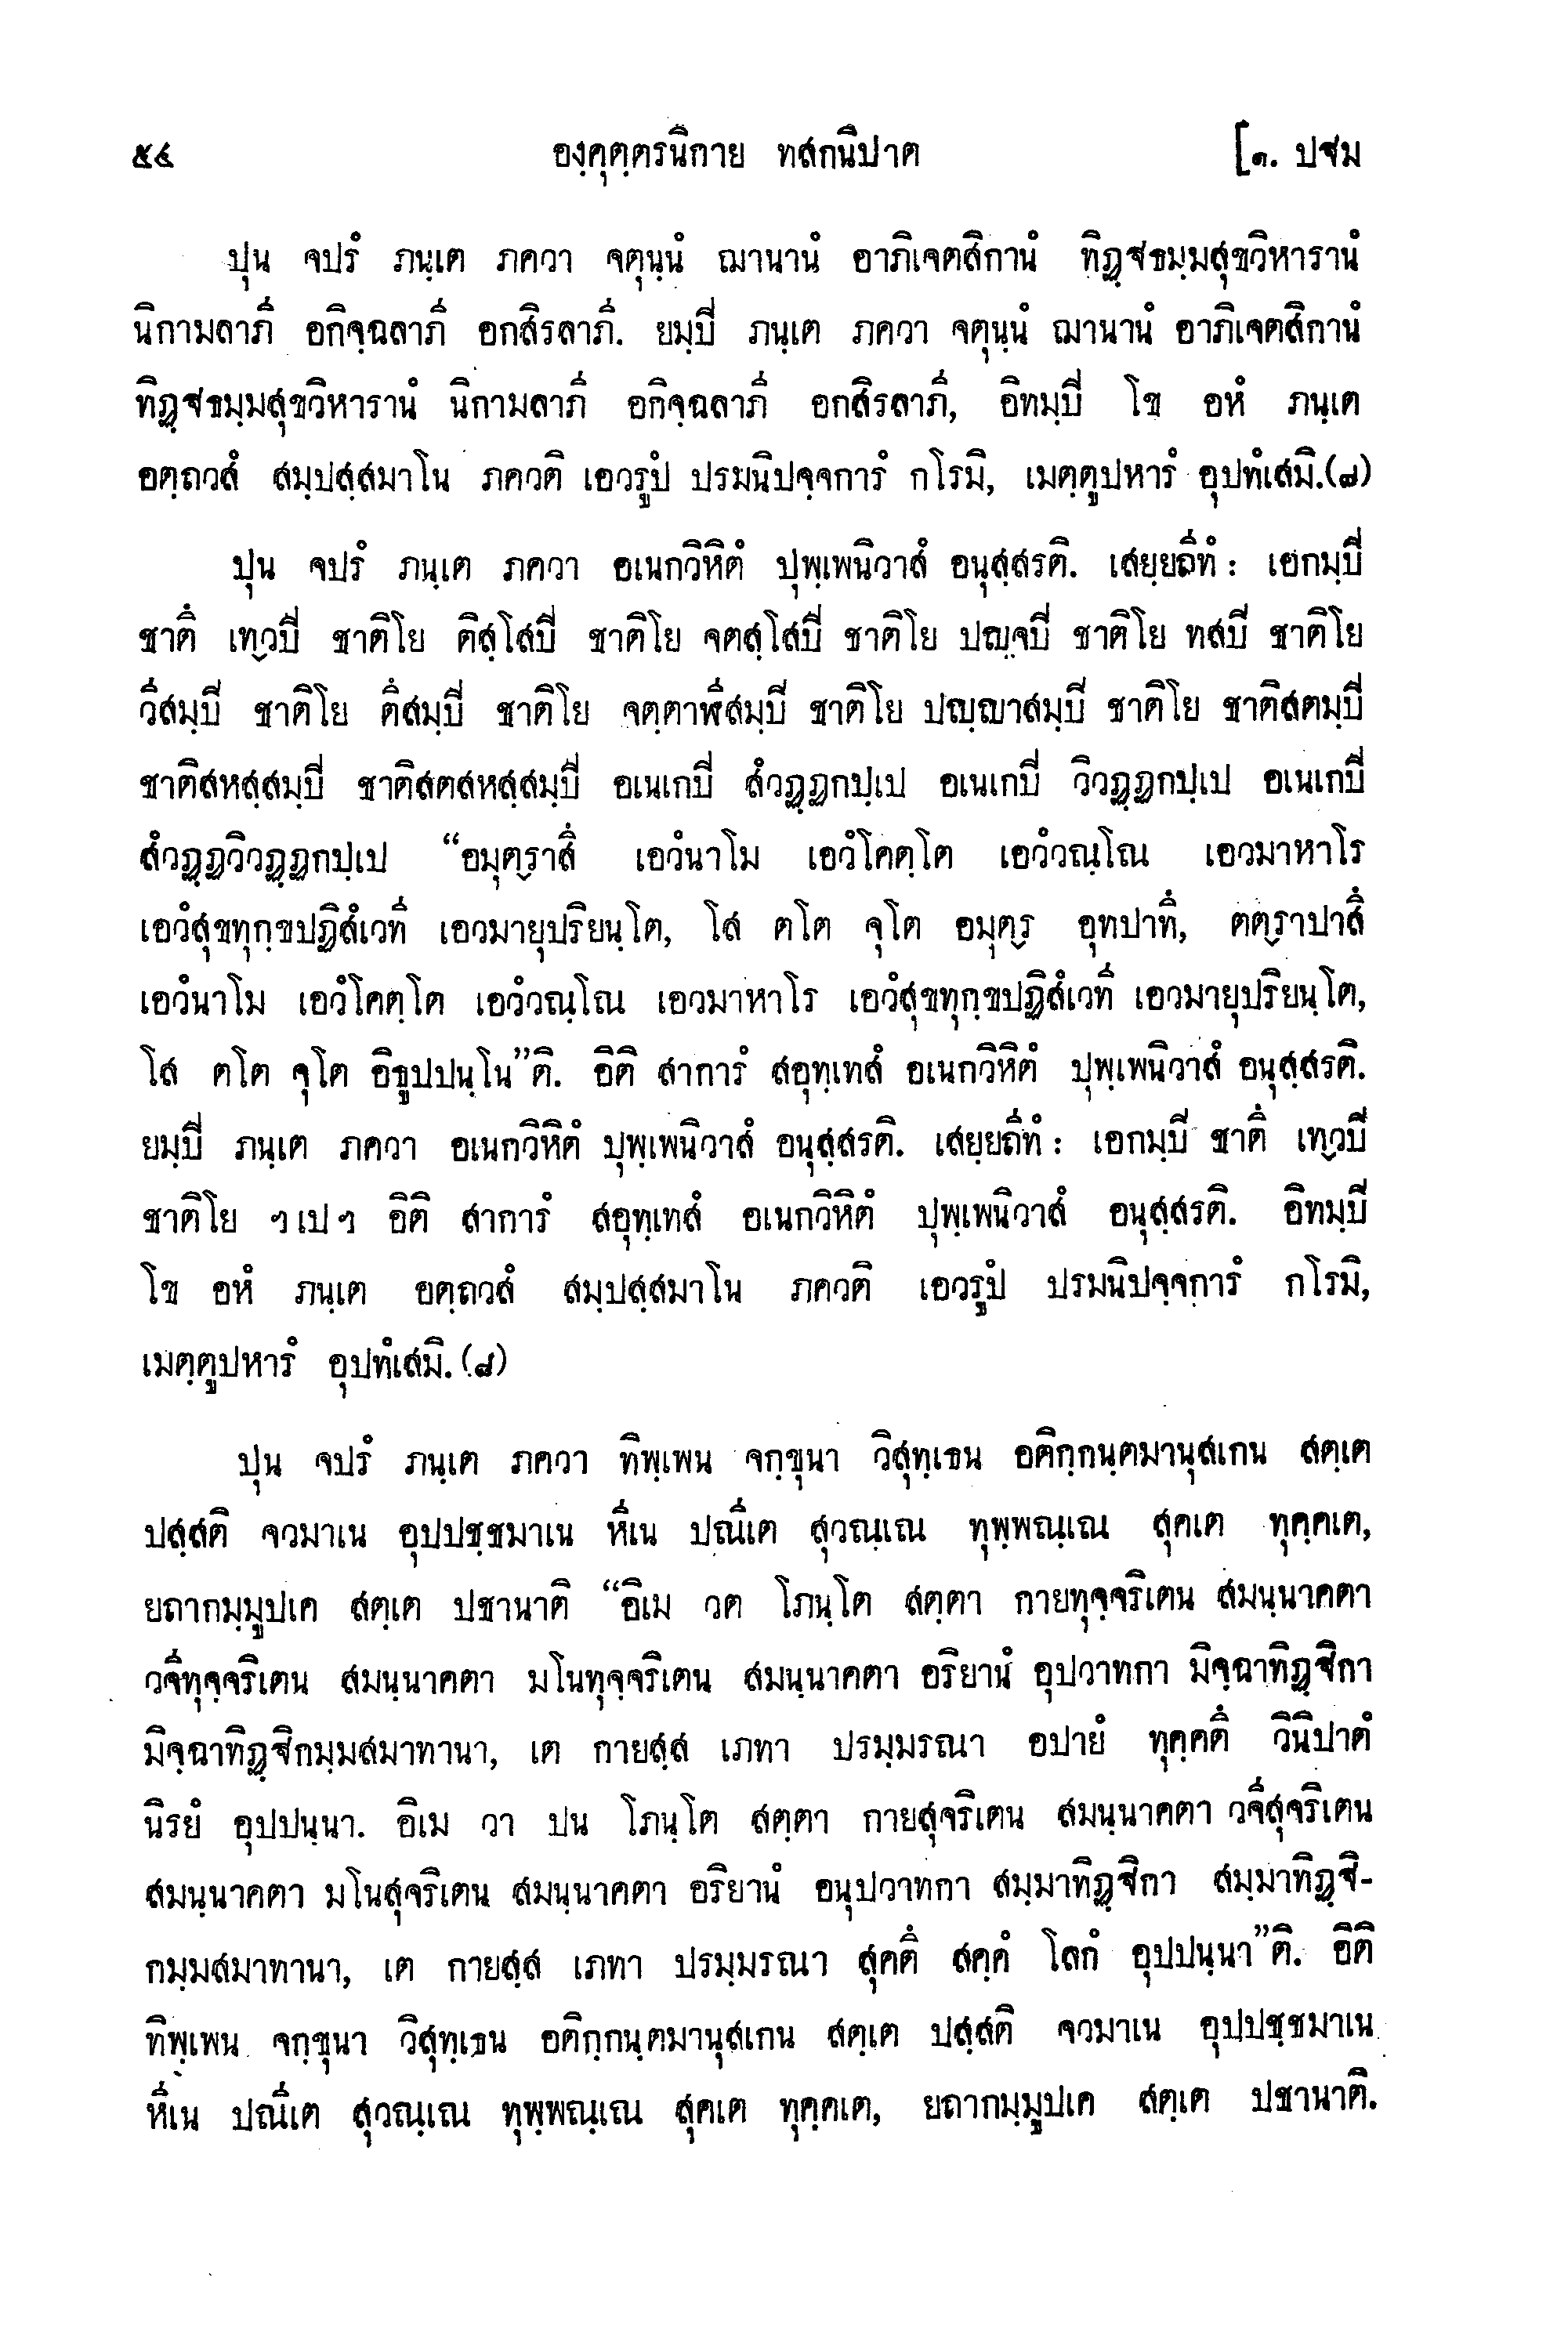 ๕๔ องฺคุตฺตรนิกาย ทสกนิปาต [๑. ปฐม
ปุน จปรํ ภนฺเต ภควา จตุนฺนํ ฌานานํ อาภิเจตสิกานํ ทิฏฺฐธมฺมสุขวิหารานํ
นิกามลาภี อกิจฺฉลาภี อกสิรลาภี. ยมฺปิ ภนฺเต ภควา จตุนฺนํ ฌานานํ อาภิเจตสิกานํ
ทิฏฺฐธมฺมสุขวิหารานํ นิกามลาภี อกิจฺฉลาภี อกสิรลาภี, อิทมฺปิ โข อหํ ภนฺเต
อตฺถวสํ สมฺปสฺสมาโน ภควติ เอวรูปํ ปรมนิปจฺจการํ กโรมิ, เมตฺตูปหารํ อุปทํเสมิ.(๗)
ปุน จปรํ ภนฺเต ภควา อเนกวิหิตํ ปุพฺเพนิวาสํ อนุสฺสรติ. เสยฺยถีทํ : เอกมฺปิ
ชาตึ เทฺวปิ ชาติโย ติสฺโสปิ ชาติโย จตสฺโสปิ ชาติโย ปญฺจปิ ชาติโย ทสปิ ชาติโย
วีสมฺปิ ชาติโย ตึสมฺปิ ชาติโย จตฺตาฬีสมฺปิ ชาติโย ปญฺญาสมฺปิ ชาติโย ชาติสตมฺปิ
ชาติสหสฺสมฺปิ ชาติสตสหสฺสมฺปิ อเนเกปิ สํวฏฺฏกปฺเป อเนเกปิ วิวฏฺฏกปฺเป อเนเกปิ
สํวฏฺฏวิวฏฺฏกปฺเป “อมุตฺราสึ เอวํนาโม เอวํโคตฺโต เอวํวณฺโณ เอวมาหาโร
เอวํสุขทุกฺขปฏิสํเวที เอวมายุปริยนฺโต, โส ตโต จุโต อมุตฺร อุทปาทึ, ตตฺราปาสึ
เอวํนาโม เอวํโคตฺโต เอวํวณฺโณ เอวมาหาโร เอวํสุขทุกฺขปฏิสํเวที เอวมายุปริยนฺโต,
โส ตโต จุโต อิธูปปนฺโน”ติ. อิติ สาการํ สอุทฺเทสํ อเนกวิหิตํ ปุพฺเพนิวาสํ อนุสฺสรติ.
ยมฺปิ ภนฺเต ภควา อเนกวิหิตํ ปุพฺเพนิวาสํ อนุสฺสรติ. เสยฺยถีทํ : เอกมฺปิ ชาตึ เทฺวปิ
ชาติโย ฯเปฯ อิติ สาการํ สอุทฺเทสํ อเนกวิหิตํ ปุพฺเพนิวาสํ อนุสฺสรติ. อิทมฺปิ
โข อหํ ภนฺเต อตฺถวสํ สมฺปสฺสมาโน ภควติ เอวรูปํ ปรมนิปจฺจการํ กโรมิ,
เมตฺตูปหารํ อุปทํเสมิ.(๘)
ปุน จปรํ ภนฺเต ภควา ทิพฺเพน จกฺขุนา วิสุทฺเธน อติกฺกนฺตมานุสเกน สตฺเต
ปสฺสติ จวมาเน อุปปชฺชมาเน หีเน ปณีเต สุวณฺเณ ทุพฺพณฺเณ สุคเต ทุคฺคเต,
ยถากมฺมูปเค สตฺเต ปชานาติ “อิเม วต โภนฺโต สตฺตา กายทุจฺจริเตน สมนฺนาคตา
วจีทุจฺจริเตน สมนฺนาคตา มโนทุจฺจริเตน สมนฺนาคตา อริยานํ อุปวาทกา มิจฺฉาทิฏฺฐิกา
มิจฺฉาทิฏฺฐิกมฺมสมาทานา, เต กายสฺส เภทา ปรมฺมรณา อปายํ ทุคฺคตึ วินิปาตํ
นิรยํ อุปปนฺนา. อิเม วา ปน โภนฺโต สตฺตา กายสุจริเตน สมนฺนาคตา วจีสุจริเตน
สมนฺนาคตา มโนสุจริเตน สมนฺนาคตา อริยานํ อนุปวาทกา สมฺมาทิฏฺฐิกา สมฺมาทิฏฺฐิ-
กมฺมสมาทานา, เต กายสฺส เภทา ปรมฺมรณา สุคตึ สคฺคํ โลกํ อุปปนฺนา”ติ. อิติ
ทิพฺเพน จกฺขุนา วิสุทฺเธน อติกฺกนฺตมานุสเกน สตฺเต ปสฺสติ จวมาเน อุปปชฺชมาเน
หีเน ปณีเต สุวณฺเณ ทุพฺพณฺเณ สุคเต ทุคฺคเต, ยถากมฺมูปเค สตฺเต ปชานาติ.